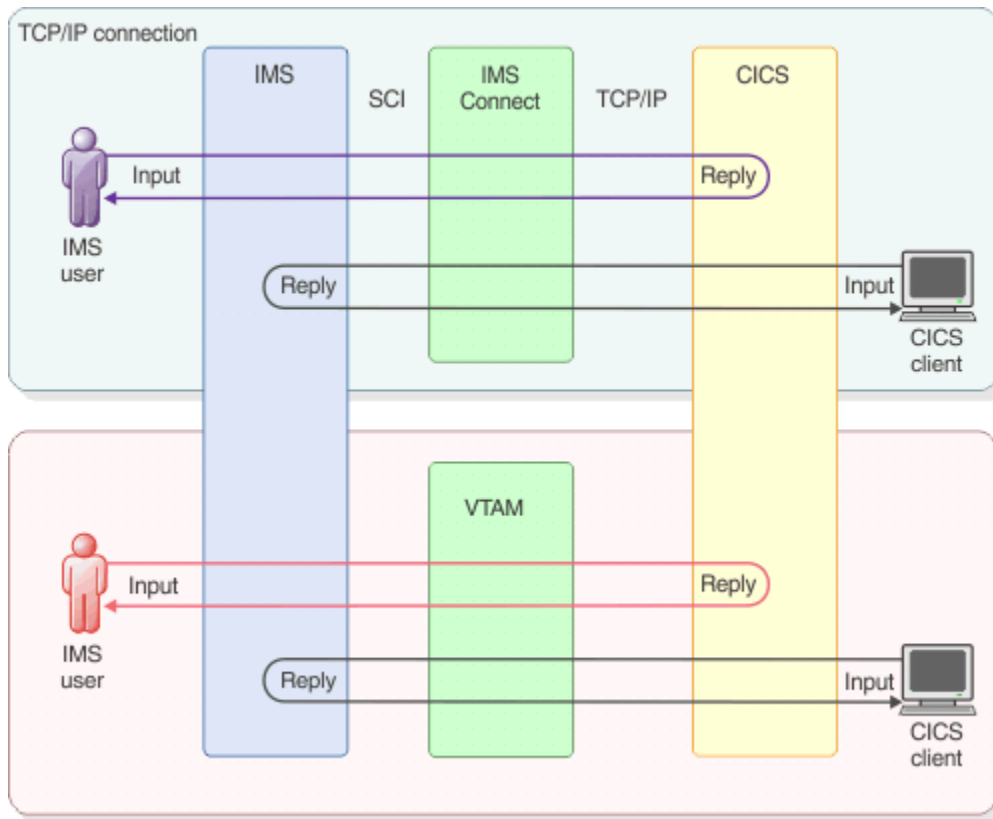 TCP/IP connection
IMS
SCI
IMS
Connect
TCP/IP
CICS
Input
Reply
IMS
user
Reply
Input
CICS
client
VTAM
Input
Reply
IMS
user
Reply
Input
CICS
client